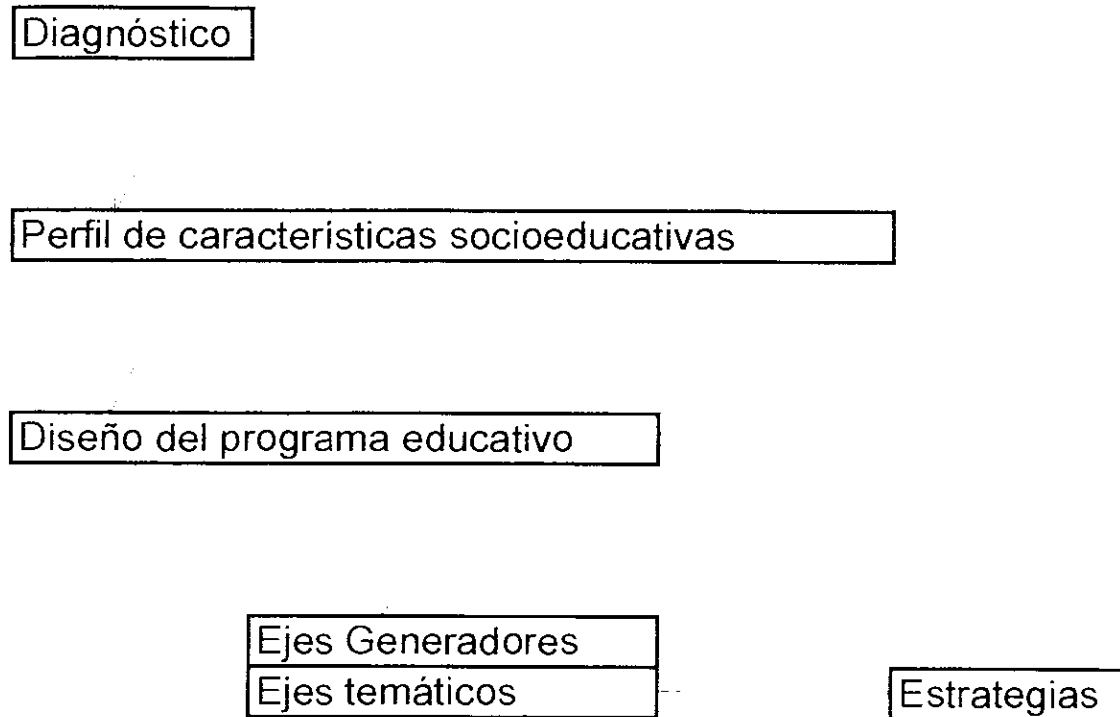 Diagnóstico
Perfil de características socioeducativas
Diseño del programa educativo
Ejes Generadores
Ejes temáticos
Estrategias